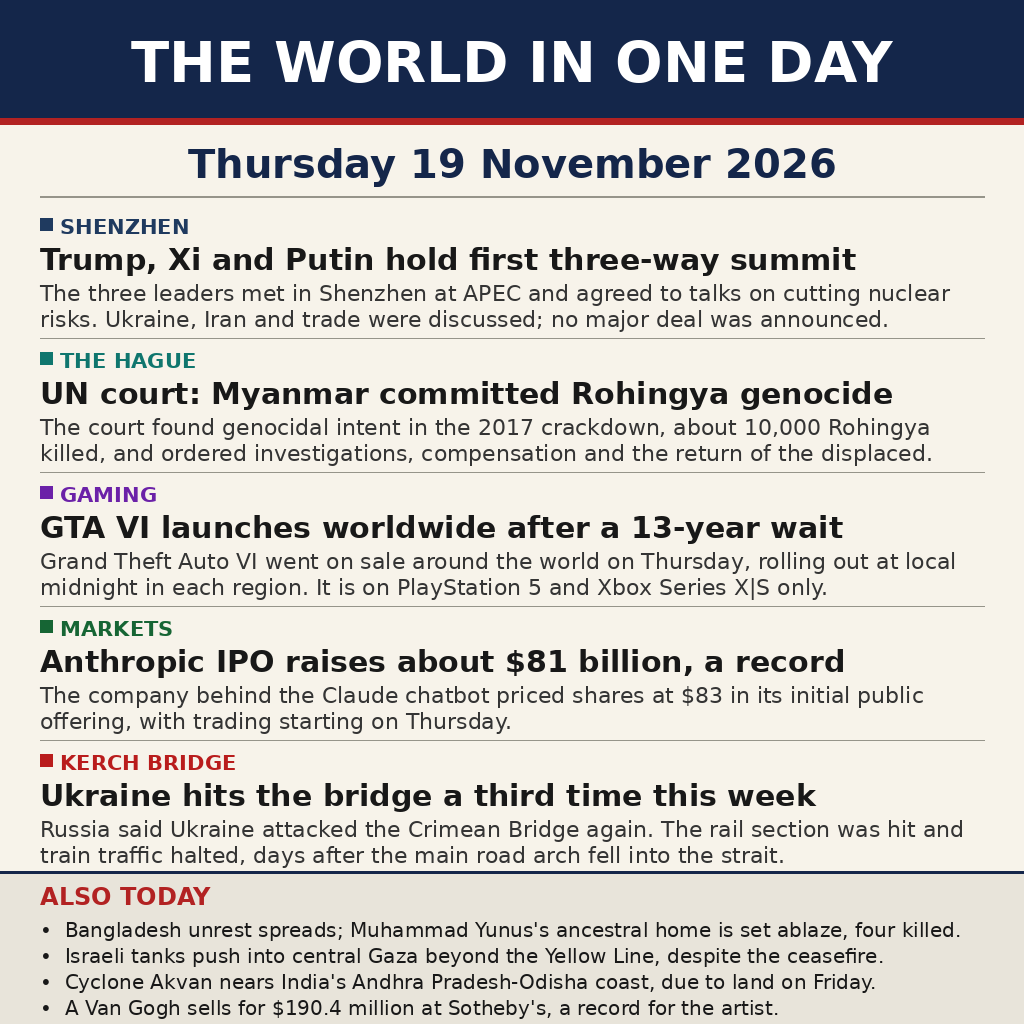 THE WORLD IN ONE DAY
Thursday 19 November 2026
SHENZHEN
Trump, Xi and Putin hold first three-way summit
The three leaders met in Shenzhen at APEC and agreed to talks on cutting nuclear
risks. Ukraine, Iran and trade were discussed; no major deal was announced.
THE HAGUE
UN court: Myanmar committed Rohingya genocide
The court found genocidal intent in the 2017 crackdown, about 10,000 Rohingya
killed, and ordered investigations, compensation and the return of the displaced.
GAMING
GTA VI launches worldwide after a 13-year wait
Grand Theft Auto VI went on sale around the world on Thursday, rolling out at local
midnight in each region. It is on PlayStation 5 and Xbox Series X|S only.
MARKETS
Anthropic IPO raises about $81 billion, a record
The company behind the Claude chatbot priced shares at $83 in its initial public
offering, with trading starting on Thursday.
KERCH BRIDGE
Ukraine hits the bridge a third time this week
Russia said Ukraine attacked the Crimean Bridge again. The rail section was hit and
train traffic halted, days after the main road arch fell into the strait.
ALSO TODAY
• Bangladesh unrest spreads; Muhammad Yunus's ancestral home is set ablaze, four killed.
• Israeli tanks push into central Gaza beyond the Yellow Line, despite the ceasefire.
• Cyclone Akvan nears India's Andhra Pradesh-Odisha coast, due to land on Friday.
• A Van Gogh sells for $190.4 million at Sotheby's, a record for the artist.